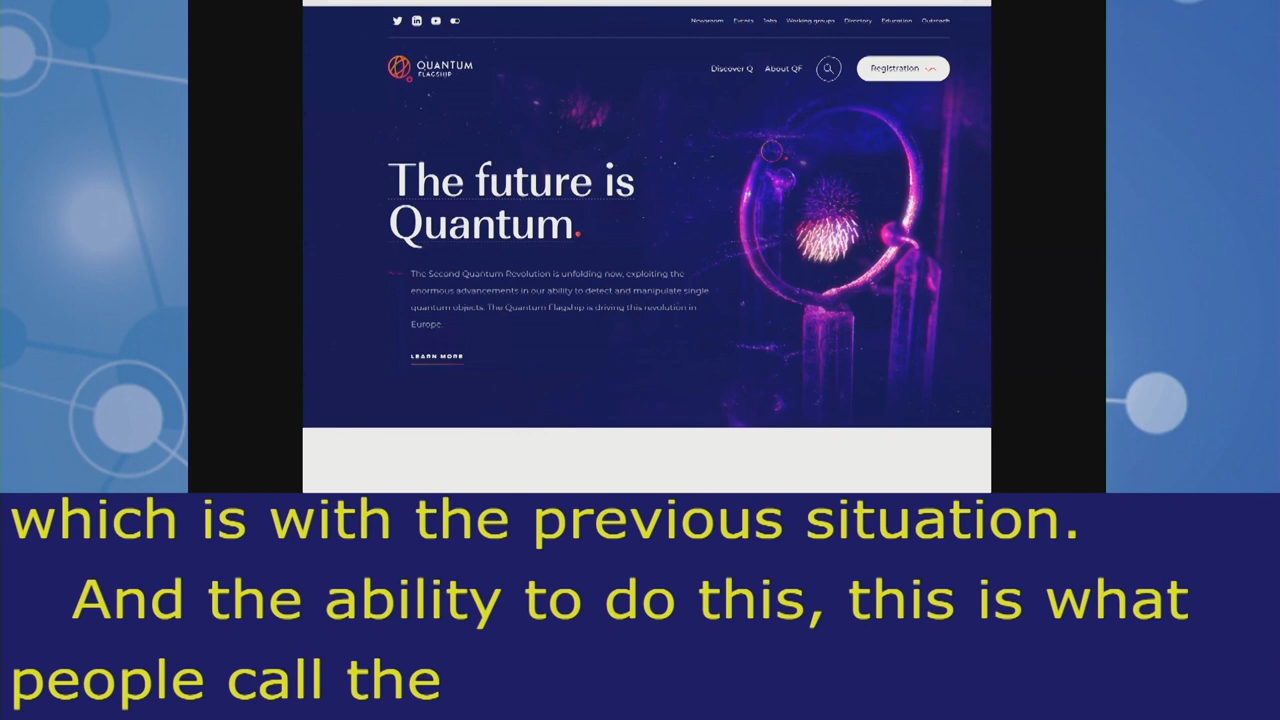 Newsroom Events Jobs Working groups Directory Education Outreach
QUANTUM
FLAGSHIP
Discover Q About QF Registration
The future is
Quantum.
The Second Quantum Revolution is unfolding now, exploiting the
enormous advancements in our ability to detect and manipulate single
quantum objects. The Quantum Flagship is driving this revolution in
Europe.
LEARN MORE
which is with the previous situation.
And the ability to do this, this is what
people call the